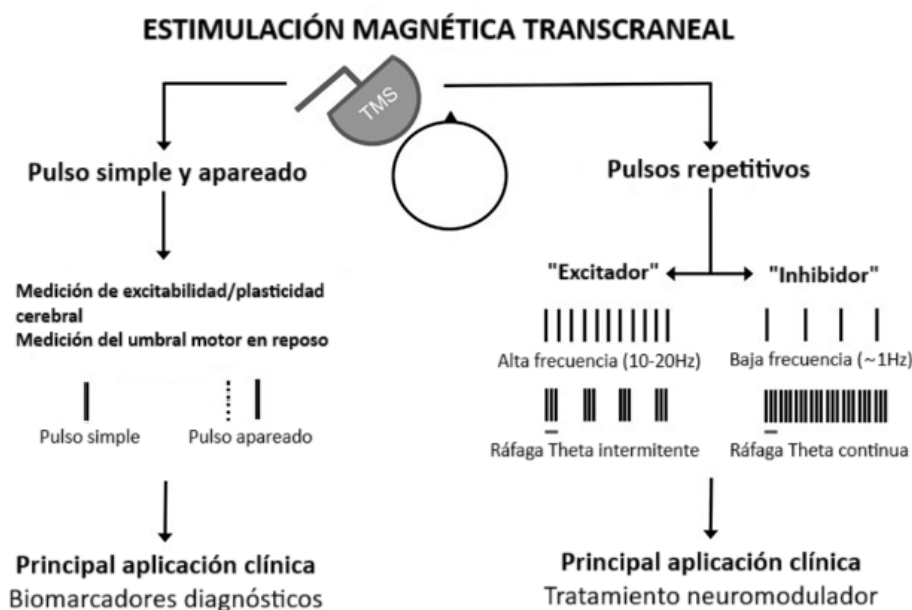 ESTIMULACIÓN MAGNÉTICA TRANSCRANEAL
TMS
Pulso simple y apareado
Medición de excitabilidad/plasticidad
cerebral
Medición del umbral motor en reposo
Pulso simple
Pulso apareado
Principal aplicación clínica
Biomarcadores diagnósticos
Pulsos repetitivos
"Excitador"
"Inhibidor"
Alta frecuencia (10-20Hz)
Baja frecuencia (~1Hz)
Ráfaga Theta intermitente
Ráfaga Theta continua
Principal aplicación clínica
Tratamiento neuromodulador